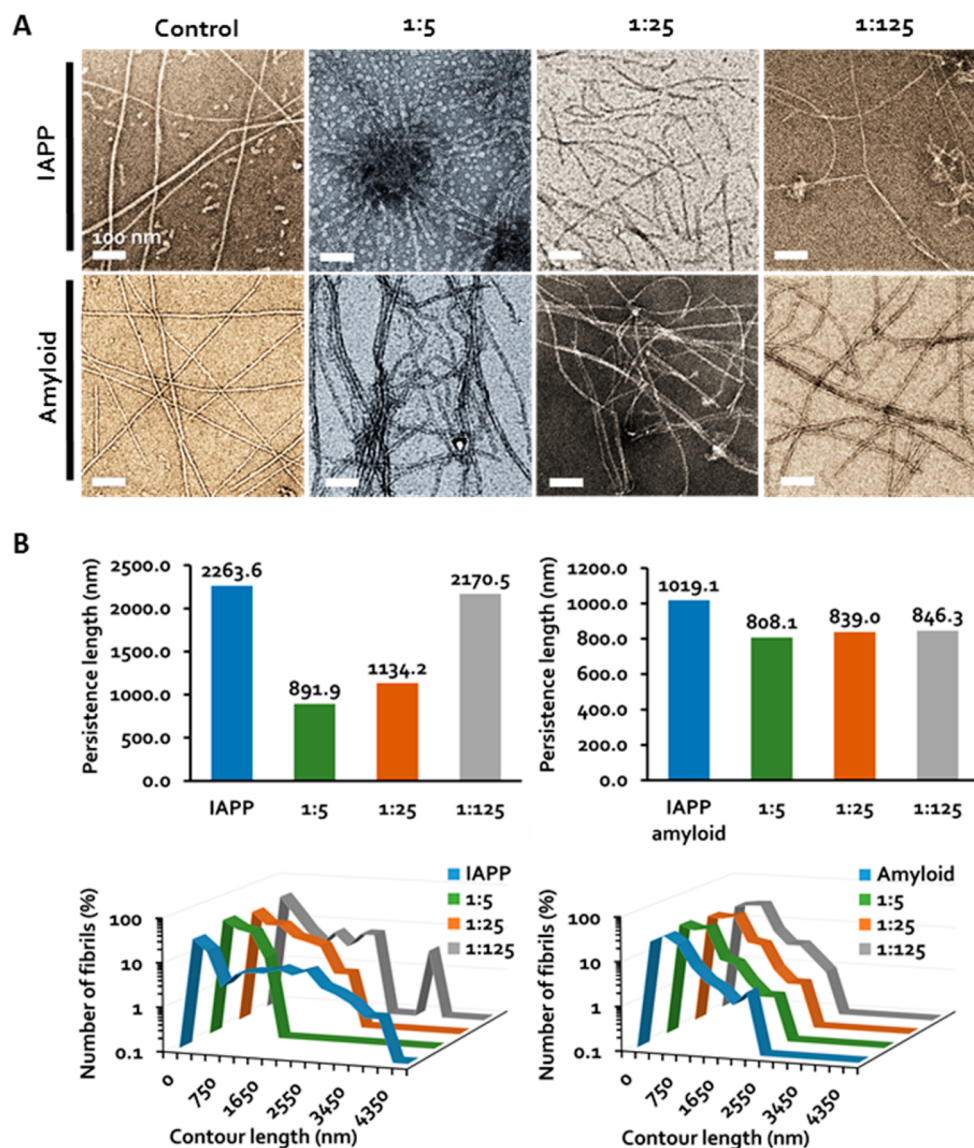 A
Control 1:5 1:25 1:125
IAPP
100 nm
Amyloid
B
Persistence length (nm)
2500.0
2000.0
1500.0
1000.0
500.0
0.0
2263.6
891.9
1134.2
2170.5
IAPP 1:5 1:25 1:125
Persistence length (nm)
1200.0
1000.0
800.0
600.0
400.0
200.0
0.0
1019.1
808.1
839.0
846.3
IAPP amyloid 1:5 1:25 1:125
Number of fibrils (%)
100
10
1
0.1
0 750 1650 2550 3450 4350
Contour length (nm)
IAPP
1:5
1:25
1:125
Number of fibrils (%)
100
10
1
0.1
0 750 1650 2550 3450 4350
Contour length (nm)
Amyloid
1:5
1:25
1:125